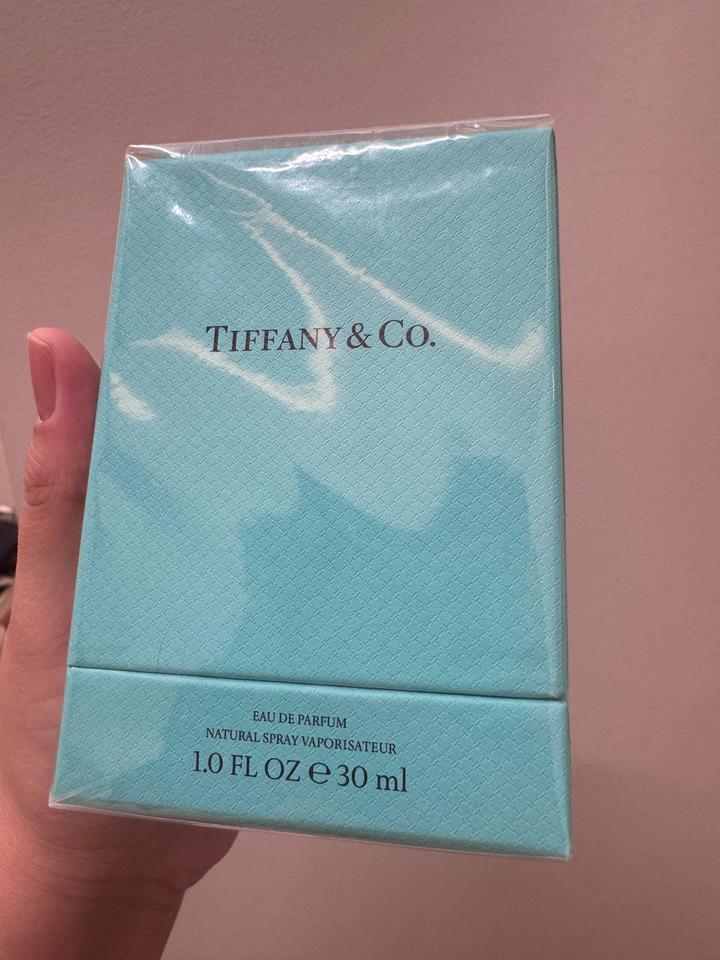 TIFFANY & CO.
EAU DE PARFUM
NATURAL SPRAY VAPORISATEUR
1.0 FL OZ ℮ 30 ml